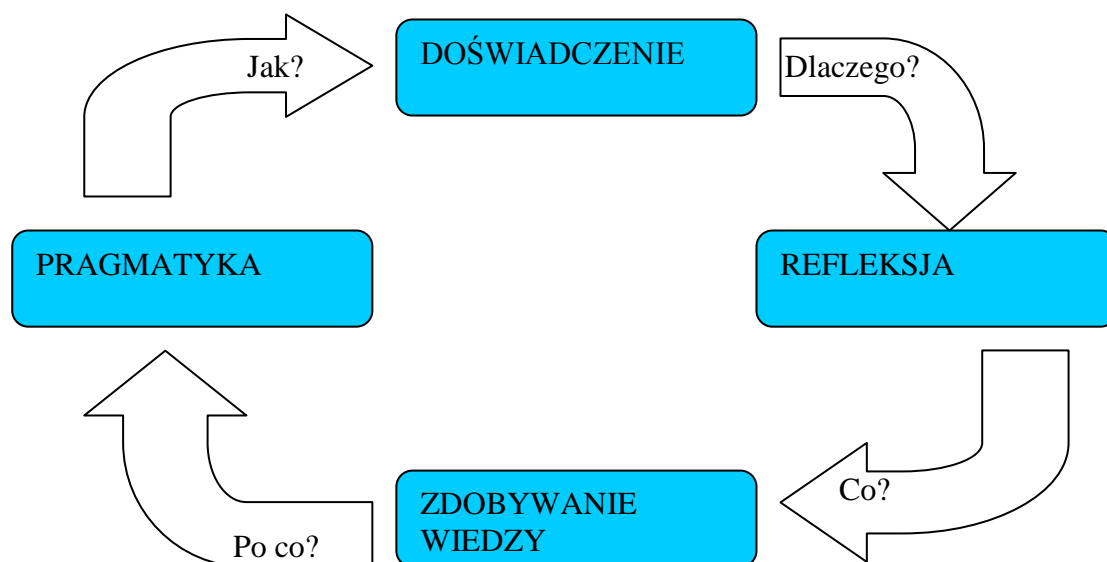 Jak?
DOŚWIADCZENIE
Dlaczego?
PRAGMATYKA
REFLEKSJA
Co?
ZDOBYWANIE
WIEDZY
Po co?